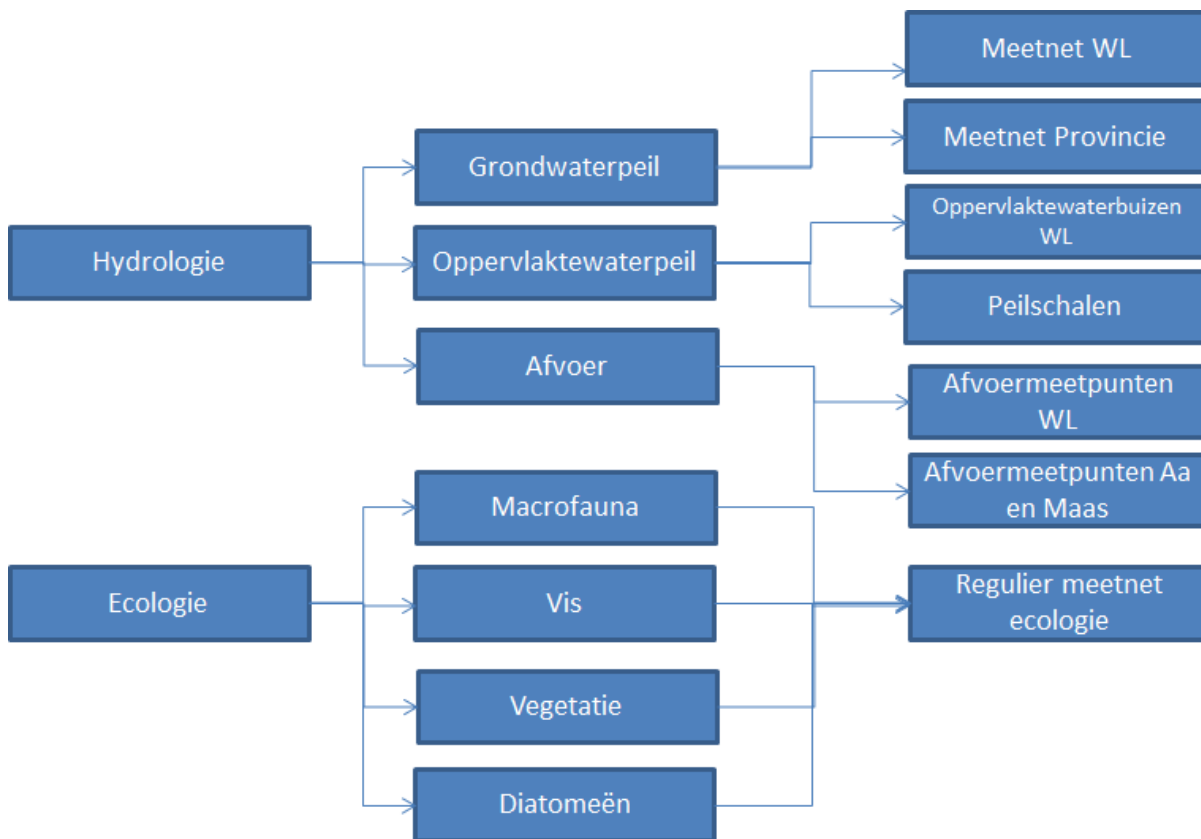 Hydrologie
Grondwaterpeil
Oppervlaktewaterpeil
Afvoer
Meetnet WL
Meetnet Provincie
Oppervlaktewaterbuizen
WL
Peilschalen
Afvoermeetpunten
WL
Afvoermeetpunten Aa
en Maas
Ecologie
Macrofauna
Vis
Vegetatie
Diatomeën
Regulier meetnet
ecologie